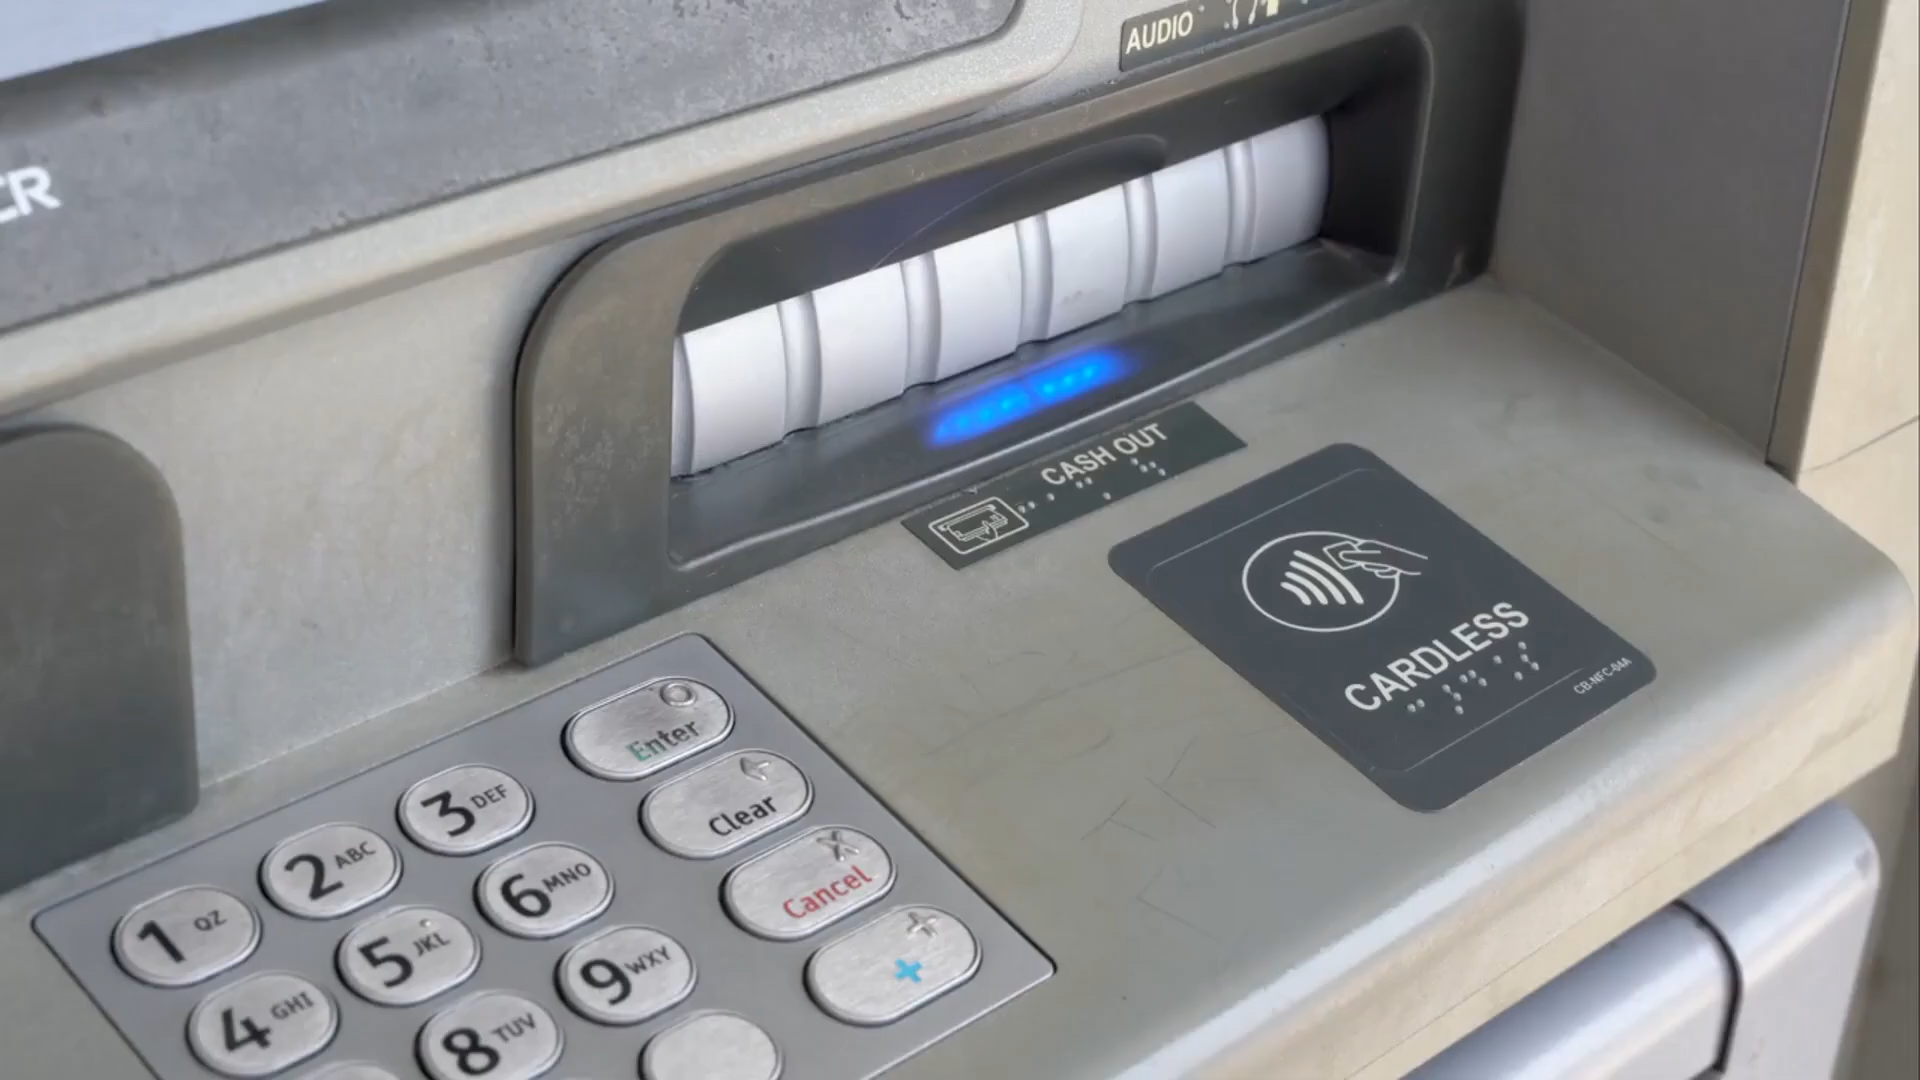 AUDIO
CR
CASH OUT
CARDLESS
CB-NFC-04A
Enter
Clear
Cancel
1 QZ
2 ABC
3 DEF
4 GHI
5 JKL
6 MNO
8 TUV
9 WXY